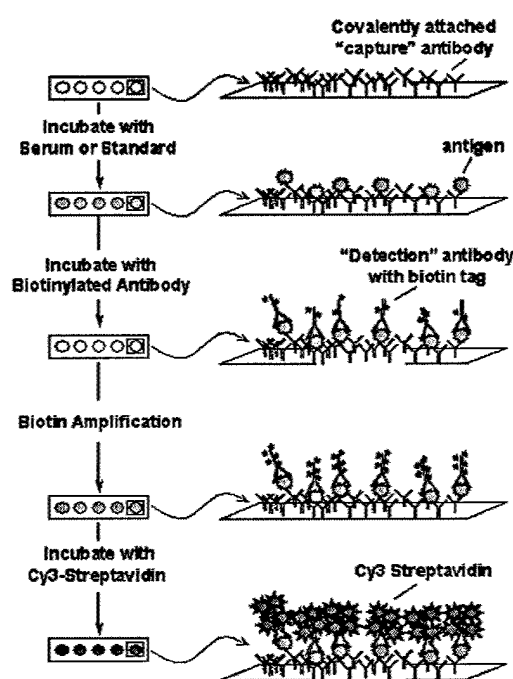 Covalently attached
“capture” antibody
Incubate with
Serum or Standard
antigen
Incubate with
Biotinylated Antibody
“Detection” antibody
with biotin tag
Biotin Amplification
Incubate with
Cy3-Streptavidin
Cy3 Streptavidin